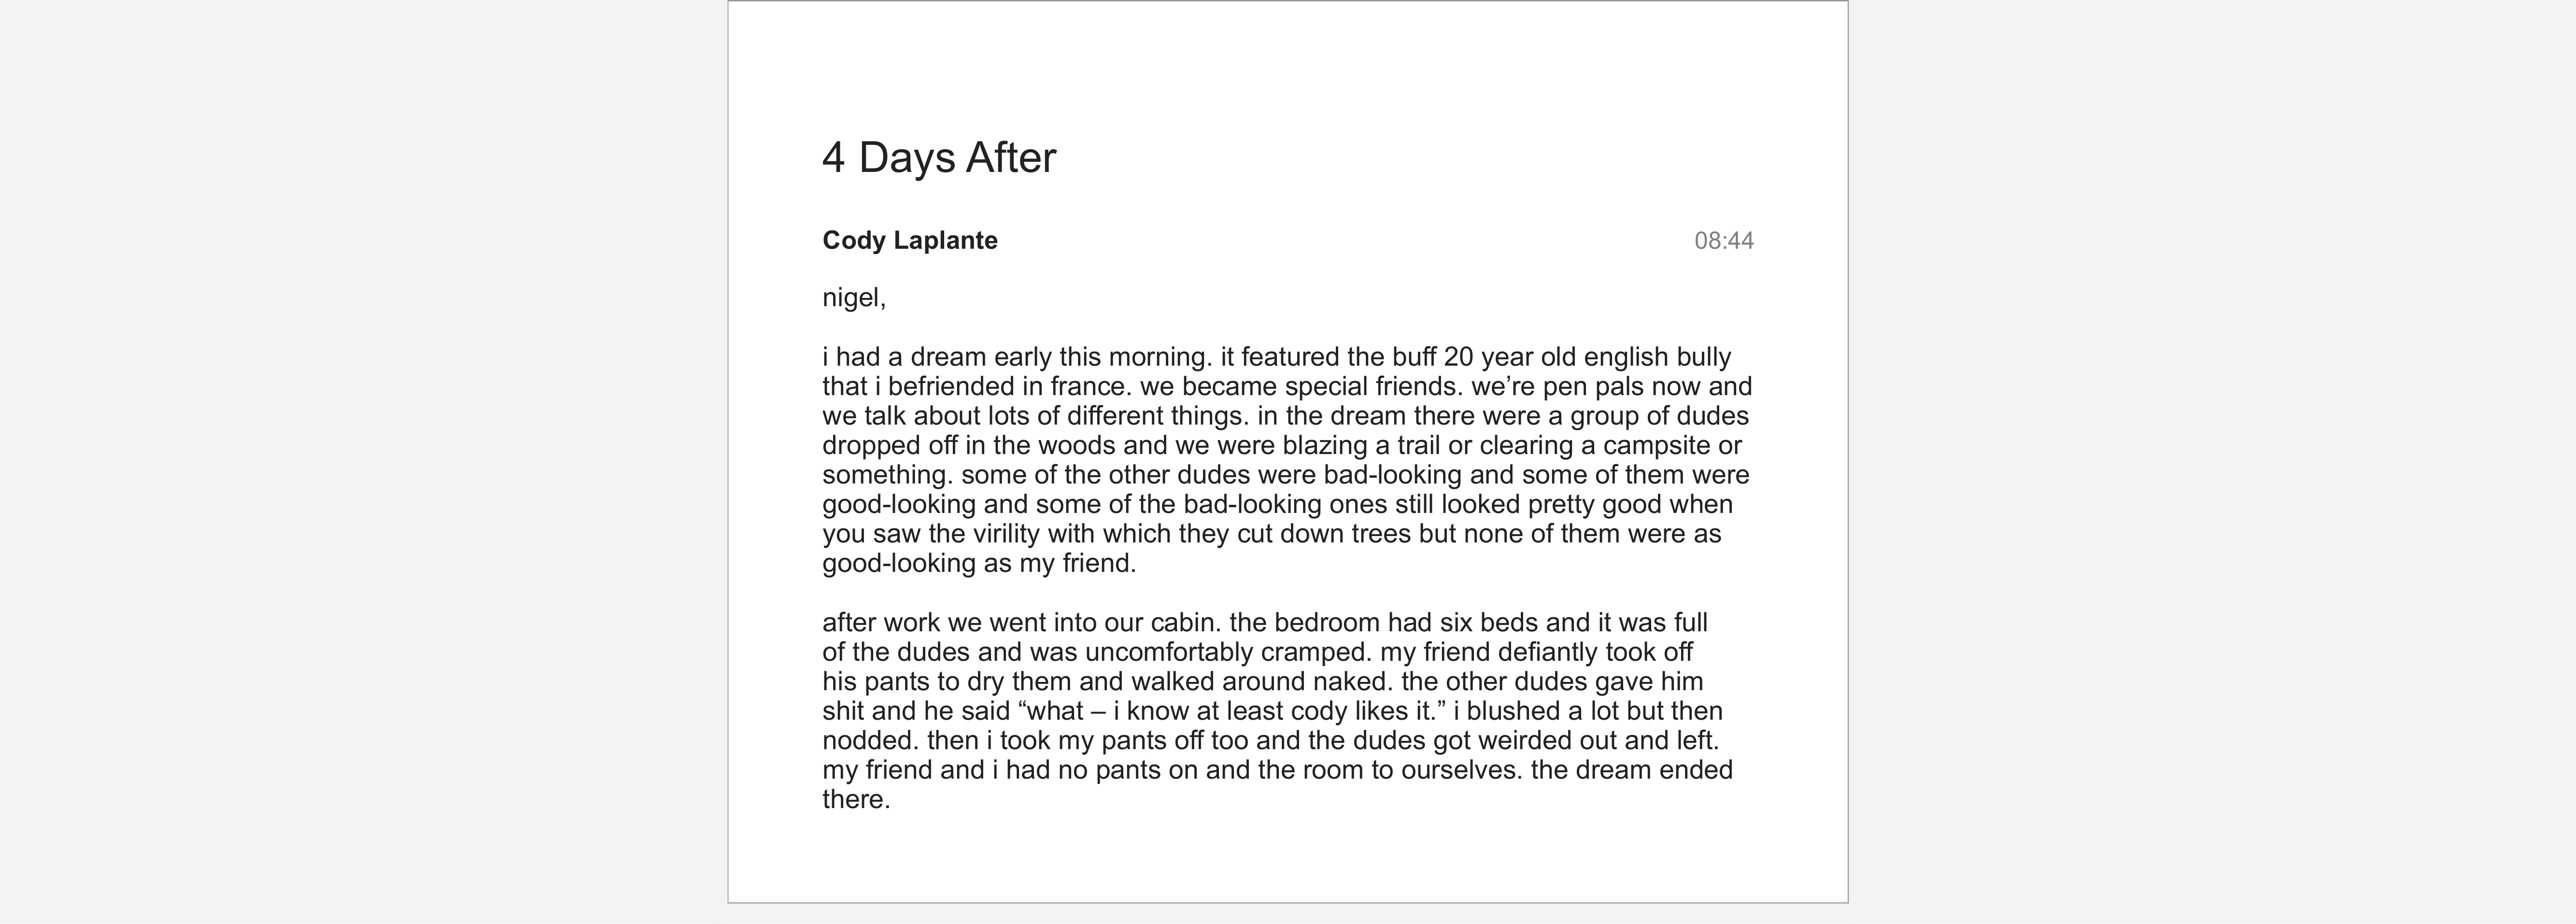 4 Days After
Cody Laplante 08:44
nigel,
i had a dream early this morning. it featured the buff 20 year old english bully
that i befriended in france. we became special friends. we’re pen pals now and
we talk about lots of different things. in the dream there were a group of dudes
dropped off in the woods and we were blazing a trail or clearing a campsite or
something. some of the other dudes were bad-looking and some of them were
good-looking and some of the bad-looking ones still looked pretty good when
you saw the virility with which they cut down trees but none of them were as
good-looking as my friend.
after work we went into our cabin. the bedroom had six beds and it was full
of the dudes and was uncomfortably cramped. my friend defiantly took off
his pants to dry them and walked around naked. the other dudes gave him
shit and he said “what – i know at least cody likes it.” i blushed a lot but then
nodded. then i took my pants off too and the dudes got weirded out and left.
my friend and i had no pants on and the room to ourselves. the dream ended
there.